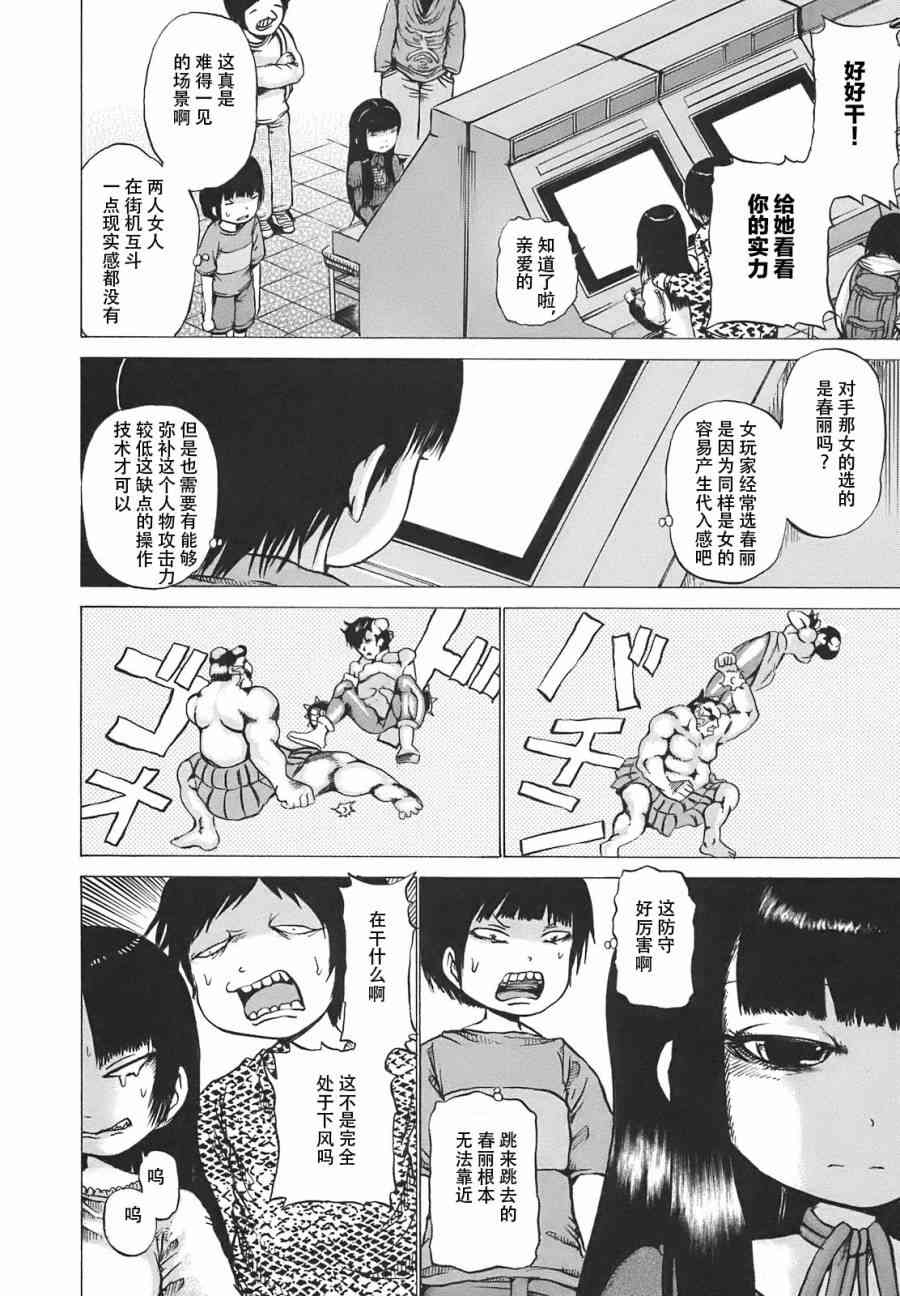 好好干！
给她看看
你的实力
知道了啦，
亲爱的
这真是
难得一见
的场景啊
两人女人
在街机互斗
一点现实感都没有
对手那女的选的
是春丽吗？
女玩家经常选春丽
是因为同样是女的
容易产生代入感吧
但是也需要有能够
弥补这个人物攻击力
较低这缺点的操作
技术才可以
バチーン
ドゴオ
这防守
好厉害啊
跳来跳去的
春丽根本
无法靠近
在干什么啊
这不是完全
处于下风吗
呜
呜